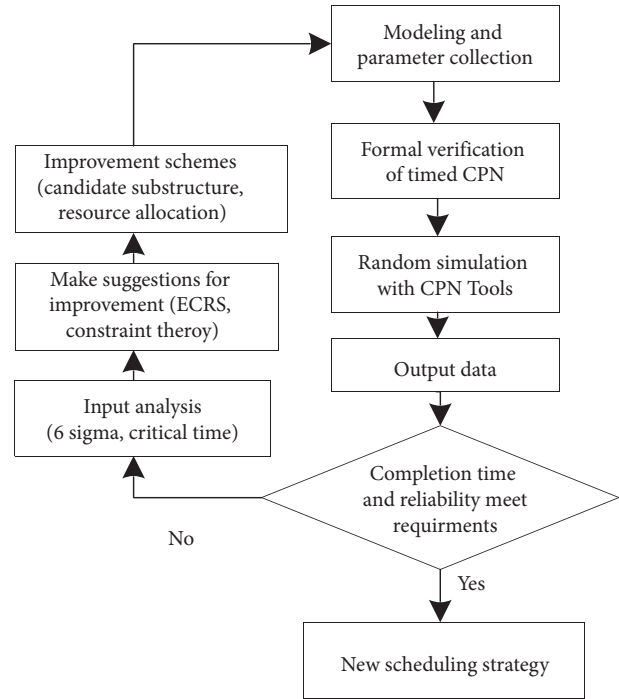 Modeling and
parameter collection
Formal verification
of timed CPN
Random simulation
with CPN Tools
Output data
Completion time
and reliability meet
requirments
Yes
New scheduling strategy
No
Input analysis
(6 sigma, critical time)
Make suggestions for
improvement (ECRS,
constraint theroy)
Improvement schemes
(candidate substructure,
resource allocation)